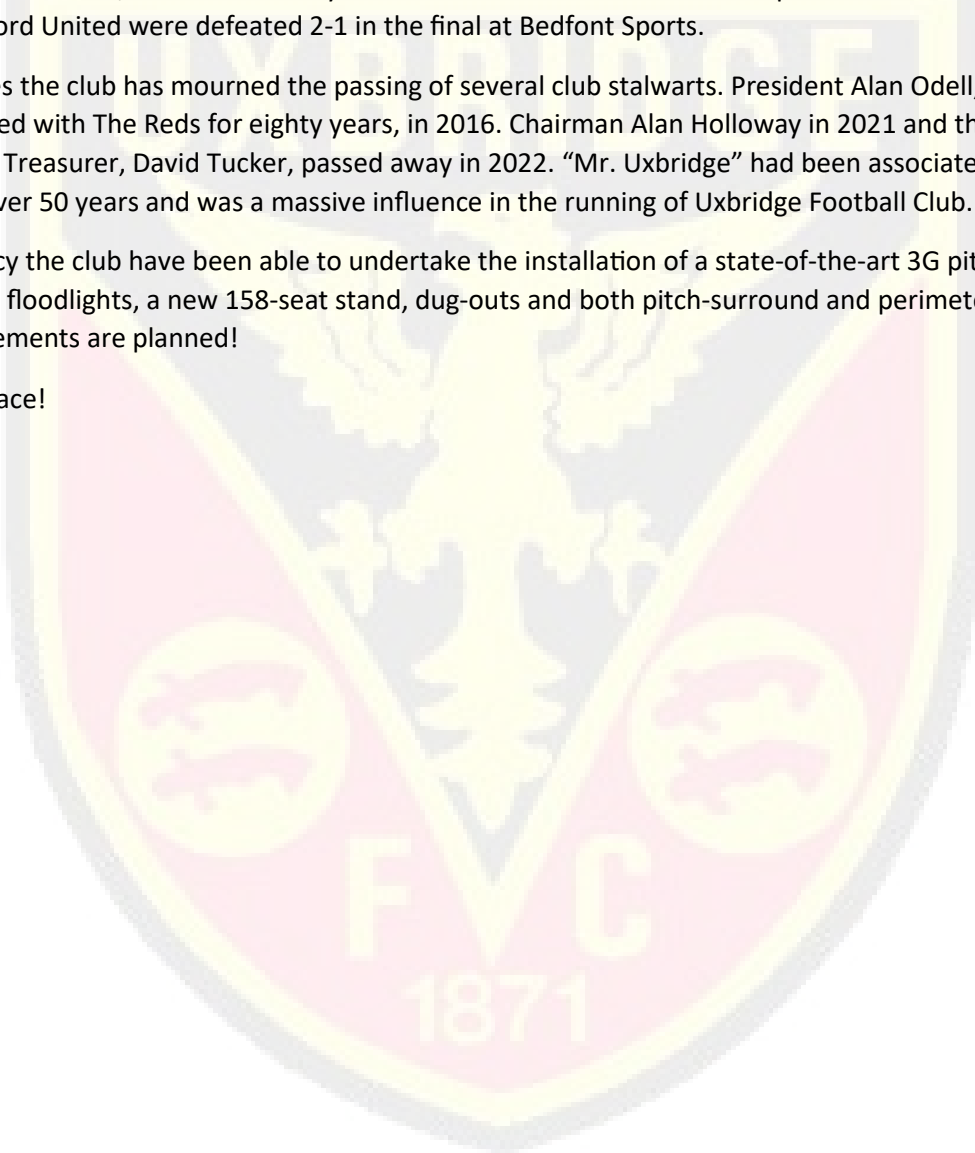 ord United were defeated 2-1 in the final at Bedfont Sports.
s the club has mourned the passing of several club stalwarts. President Alan Odell,
ed with The Reds for eighty years, in 2016. Chairman Alan Holloway in 2021 and th
Treasurer, David Tucker, passed away in 2022. “Mr. Uxbridge” had been associate
ver 50 years and was a massive influence in the running of Uxbridge Football Club.
cy the club have been able to undertake the installation of a state-of-the-art 3G pit
floodlights, a new 158-seat stand, dug-outs and both pitch-surround and perimet
ements are planned!
ace!
UXBRIDGE
F C
1871